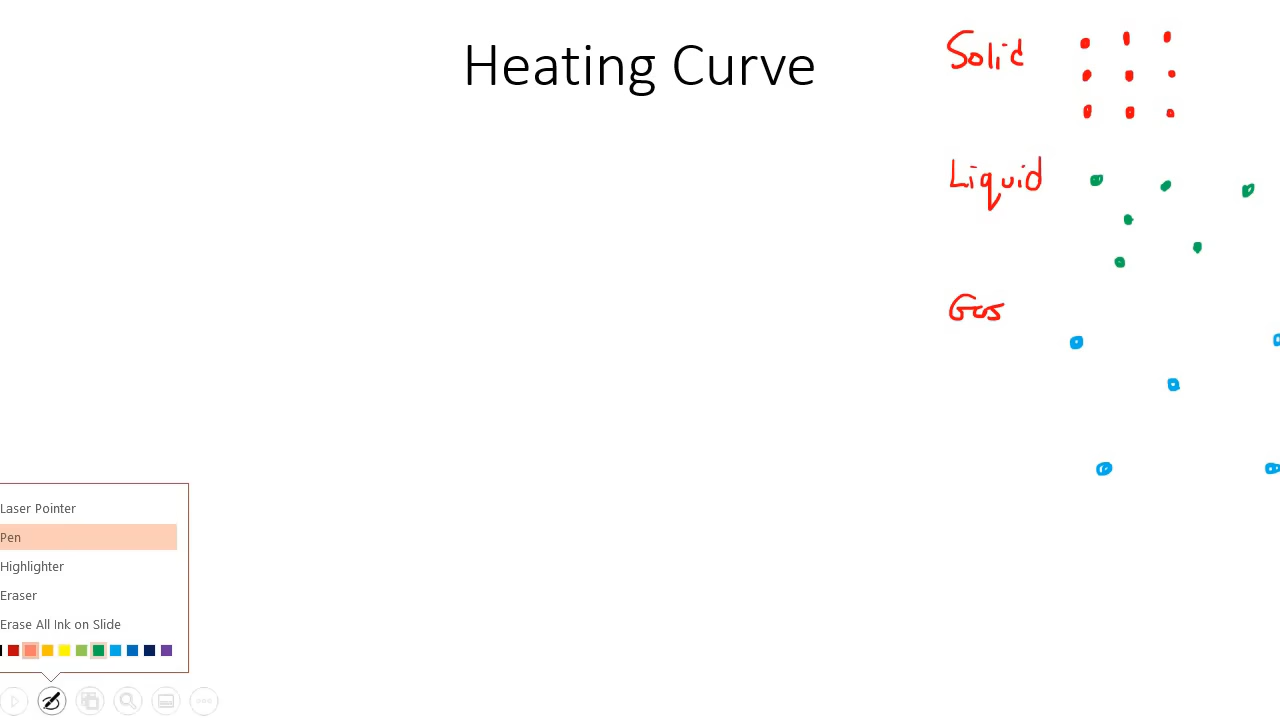 Heating Curve
Solid
Liquid
Gas
Laser Pointer
Pen
Highlighter
Eraser
Erase All Ink on Slide